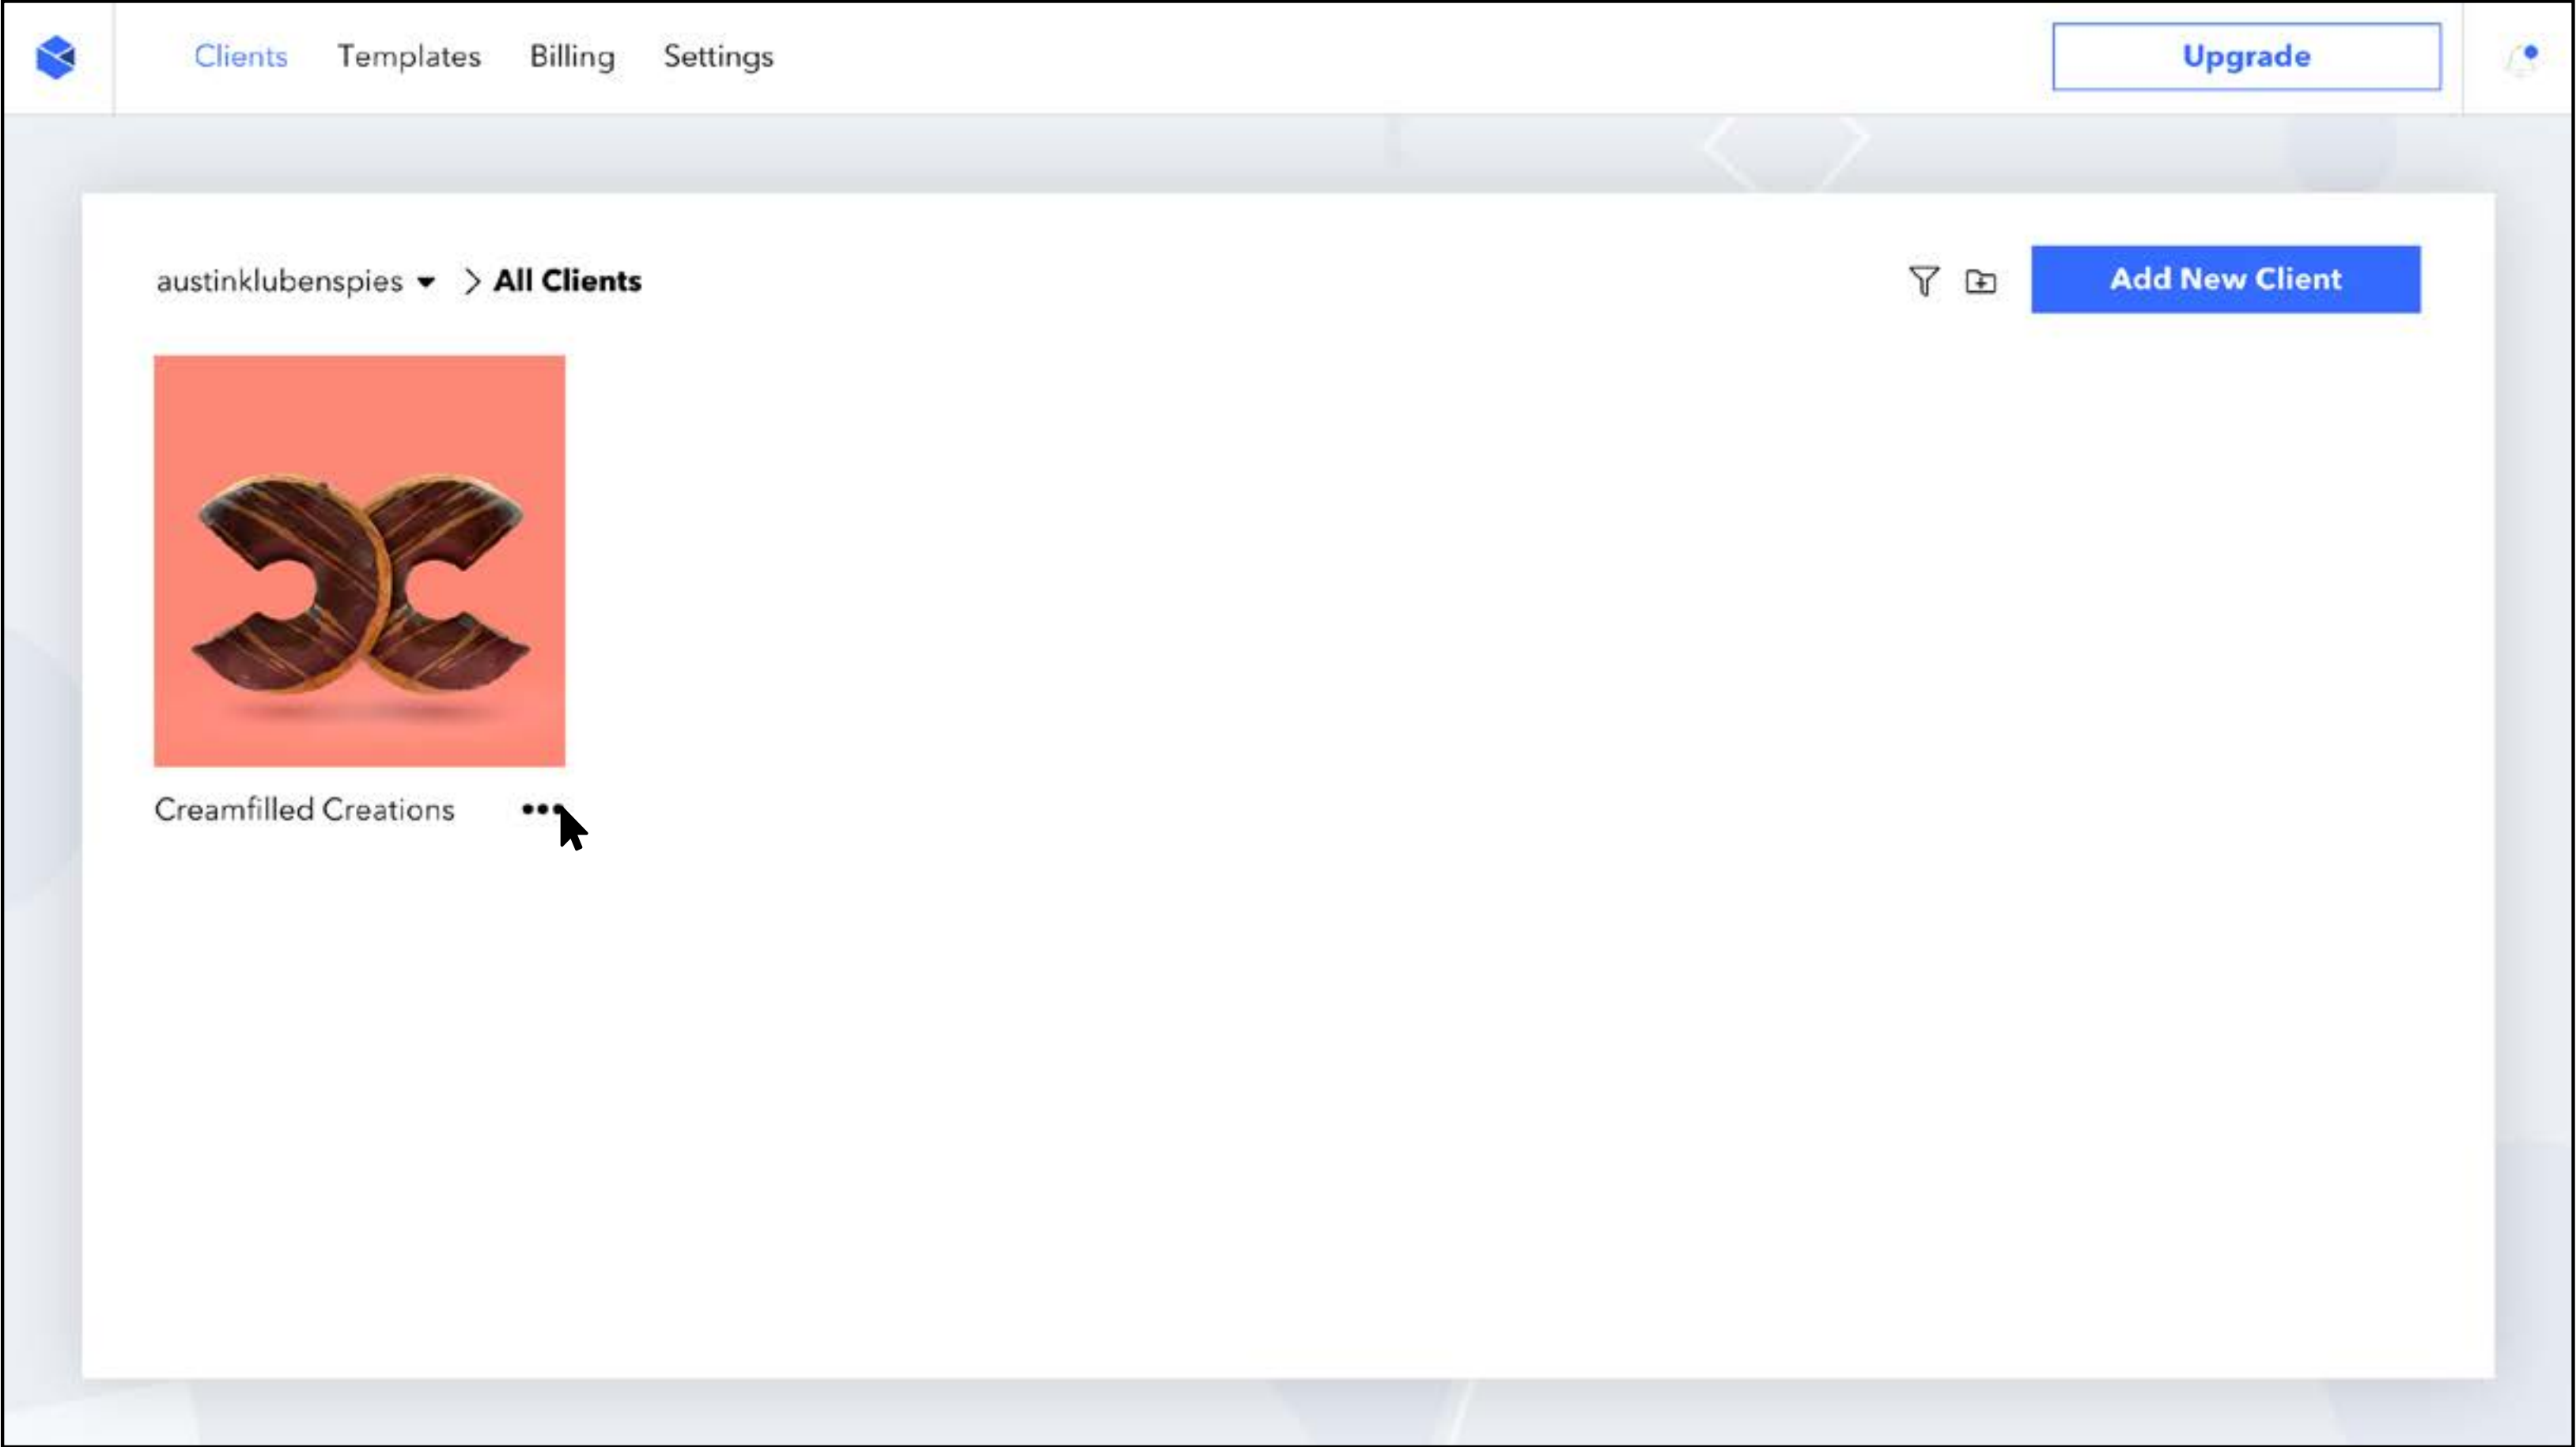 Clients Templates Billing Settings Upgrade
austinklubenspies > All Clients Add New Client
Creamfilled Creations •••